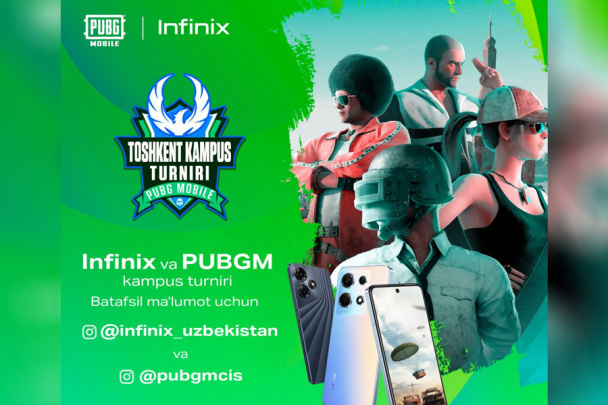 PUBG
MOBILE
Infinix
TOSHKENT KAMPUS
TURNIRI
PUBG MOBILE
Infinix va PUBGM
kampus turniri
Batafsil ma'lumot uchun
@infinix_uzbekistan
va
@pubgmcis